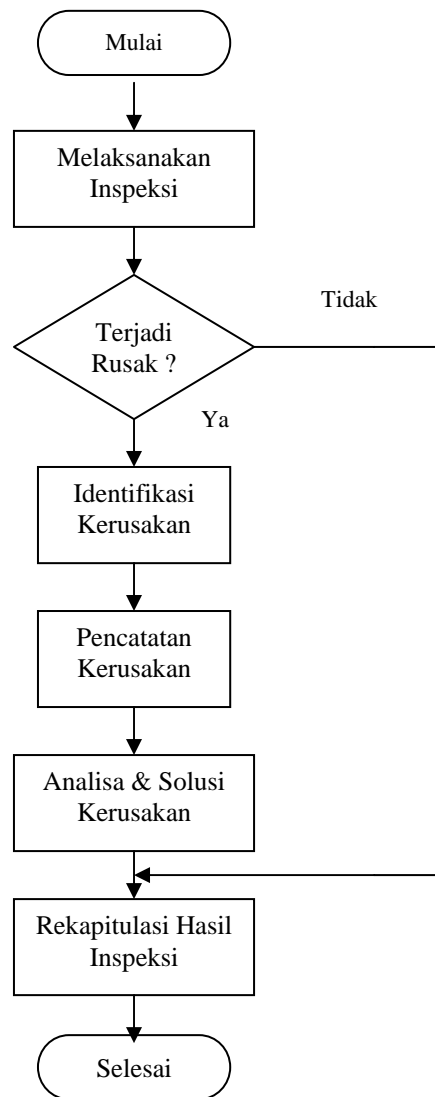 Mulai
Melaksanakan
Inspeksi
Tidak
Terjadi
Rusak ?
Ya
Identifikasi
Kerusakan
Pencatatan
Kerusakan
Analisa & Solusi
Kerusakan
Rekapitulasi Hasil
Inspeksi
Selesai